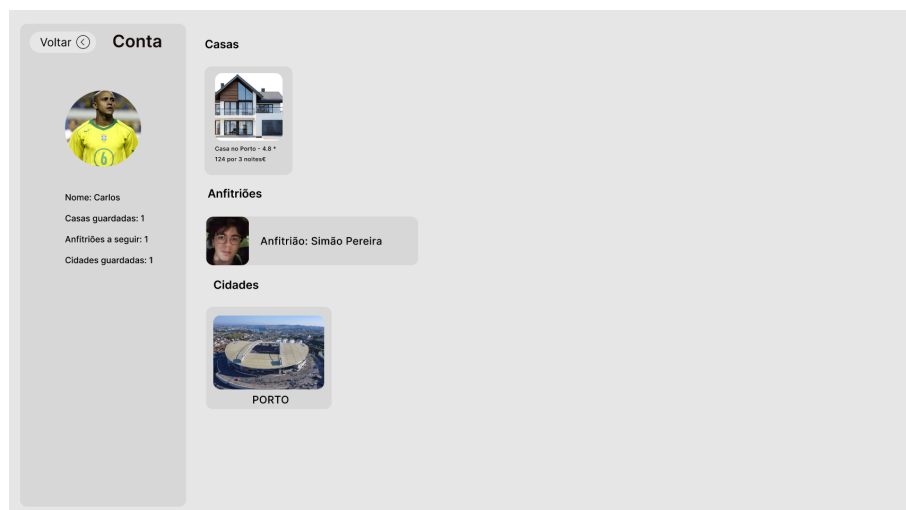 Voltar
Conta
Nome: Carlos
Casas guardadas: 1
Anfitriões a seguir: 1
Cidades guardadas: 1
Casas
Casa no Porto - 4.8 *
124 por 3 noites€
Anfitriões
Anfitrião: Simão Pereira
Cidades
PORTO
6